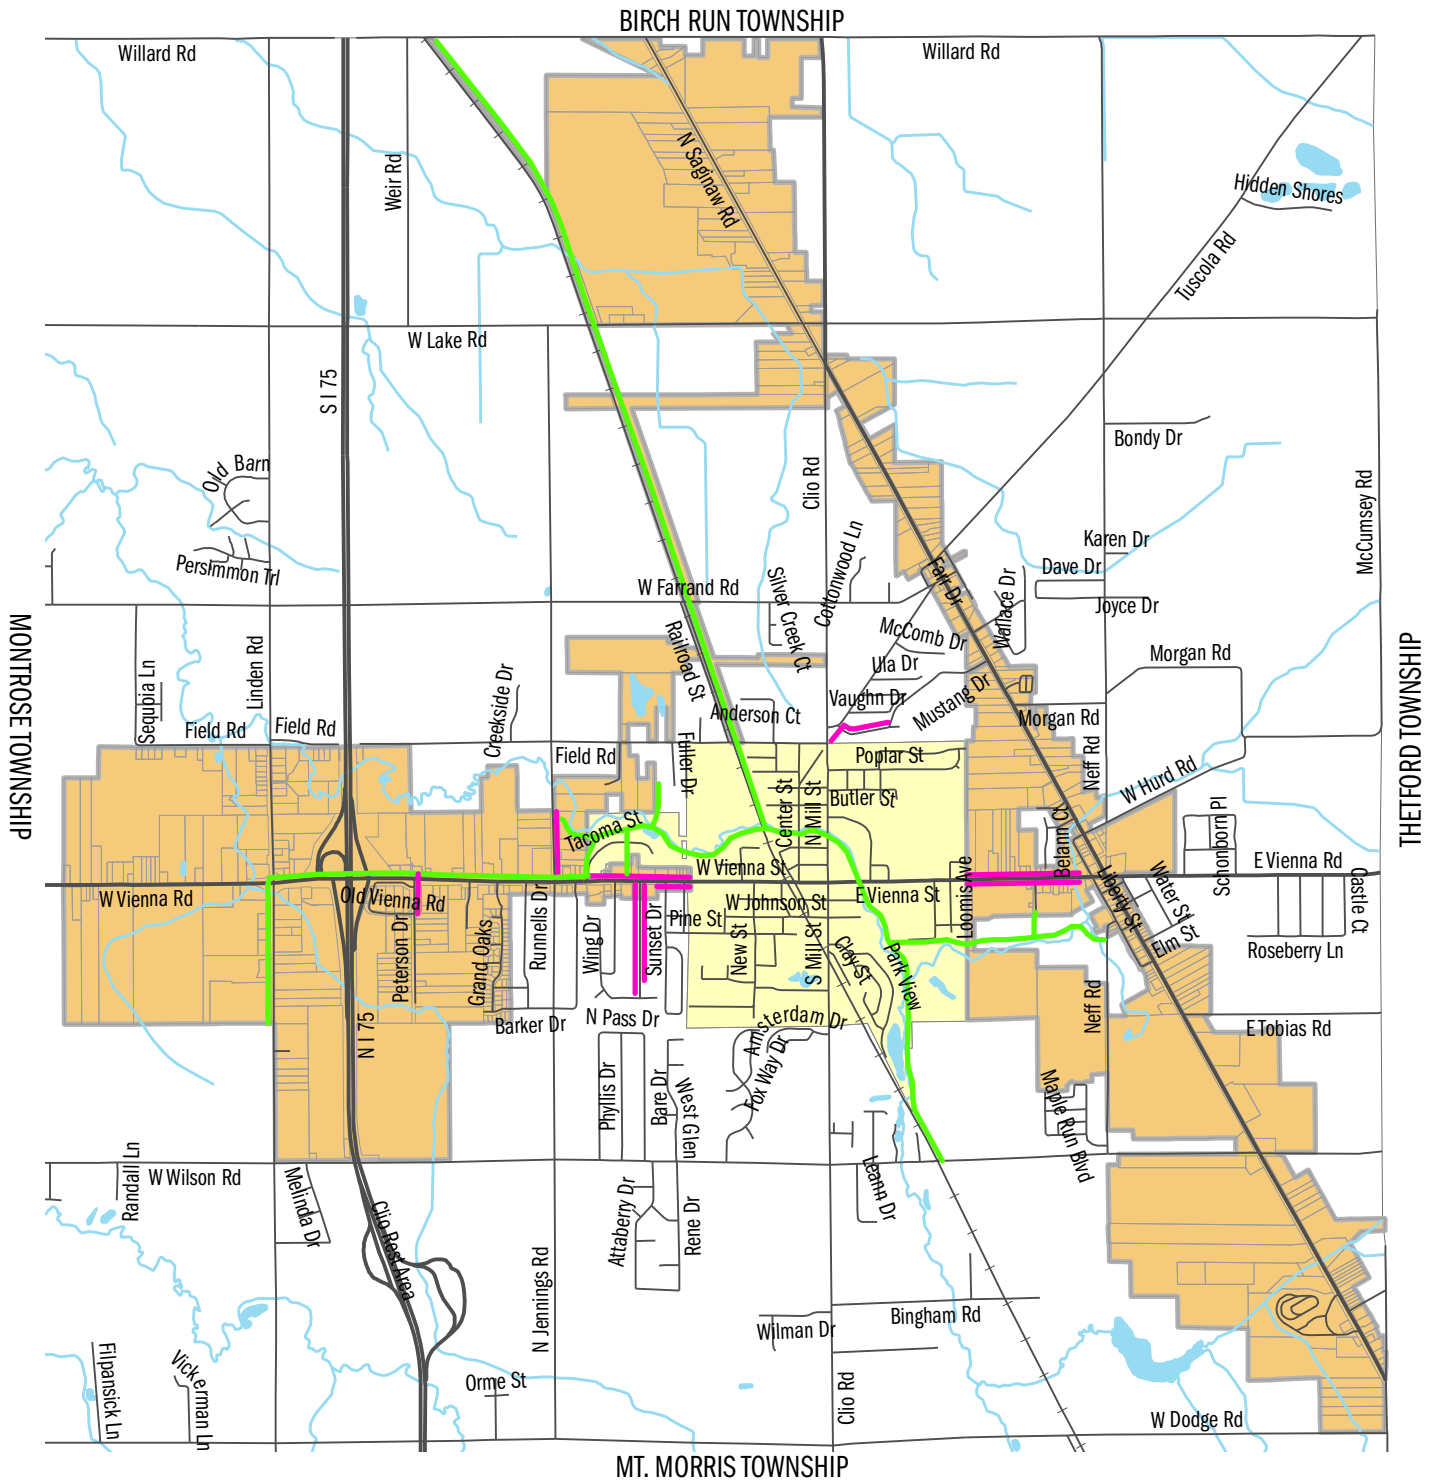 BIRCH RUN TOWNSHIP
Willard Rd
Willard Rd
Weir Rd
N Saginaw Rd
Hidden Shores
Tuscola Rd
W Lake Rd
S I 75
Bondy Dr
Old Barn
Clio Rd
McCumsey Rd
Persimmon Trl
Cottonwood Ln
Karen Dr
Dave Dr
Farr Dr
Wallace Dr
Joyce Dr
W Farrand Rd
Silver Creek Ct
McComb Dr
Ula Dr
Morgan Rd
MONTROSE TOWNSHIP
THETFORD TOWNSHIP
Sequoia Ln
Linden Rd
Creekside Dr
Railroad St
Vaughn Dr
Mustang Dr
Anderson Ct
Morgan Rd
Field Rd
Field Rd
Field Rd
Fuller Dr
Poplar St
Neff Rd
W Hurd Rd
Center St
N Mill St
Butler St
Tacoma St
Belann Ct
Schonborn Pl
W Vienna St
E Vienna Rd
W Vienna Rd
Old Vienna Rd
E Vienna St
Loomis Ave
Liberty St
Water St
Castle Ct
W Johnson St
Pine St
Peterson Dr
Grand Oaks
Runnells Dr
Wing Dr
Sunset Dr
New St
S Mill St
Clay St
Park View
Elm St
Roseberry Ln
N I 75
Barker Dr
N Pass Dr
Amsterdam Dr
Neff Rd
E Tobias Rd
Phyllis Dr
Bare Dr
West Glen
Fox Way Dr
Maple Run Blvd
Randall Ln
W Wilson Rd
Melinda Dr
Leann Dr
Clio Rest Area
Attaberry Dr
Rene Dr
N Jennings Rd
Wilman Dr
Bingham Rd
Filpansick Ln
Vickerman Ln
Orme St
Clio Rd
W Dodge Rd
MT. MORRIS TOWNSHIP